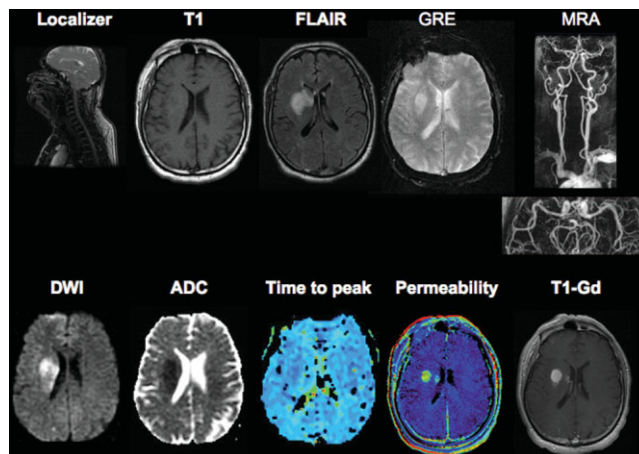 Localizer
T1
FLAIR
GRE
MRA
DWI
ADC
Time to peak
Permeability
T1-Gd